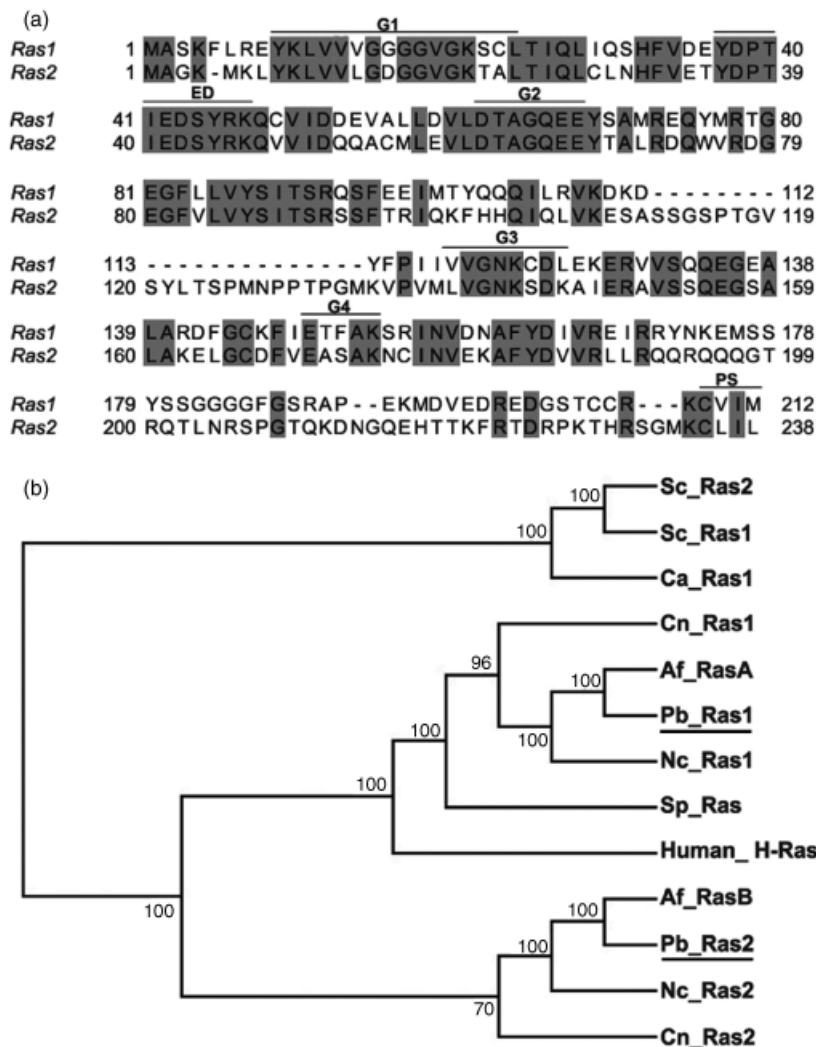 (a)
G1
Ras1 1 MASKFLREYKLVVVGGGGVGKSCLTIQLIQSHFVDEYDPT 40
Ras2 1 MAGK-MKLYKLVVLGDGGVGKTALTIQLCLNHFVETYDPT 39
ED G2
Ras1 41 IEDSYRKQCVIDDEVALLDVLDTAGQEEYSAMREQYMRTG 80
Ras2 40 IEDSYRKQVVIDQQACMLEVLDTAGQEEYTALRDQWVRDG 79
Ras1 81 EGFLLVYSITSRQSFEEIMTYQQQILRVKDKD-------- 112
Ras2 80 EGFVLVYSITSRSSFTRIQKFHHQIQLVKESASSGSPTGV 119
G3
Ras1 113 --------------YFPIIVVGNKCDLEKERVVSQQEGEA 138
Ras2 120 SYLTSPMNPPTPGMKVPVMLVGNKSDKAIERAVSSQEGSA 159
G4
Ras1 139 LARDFGCKFIETFAKSRINVDNAFYDIVREIRRYNKEMSS 178
Ras2 160 LAKELGCDFVEASAKNCINVEKAFYDVVRLLRQQRQQQGT 199
PS
Ras1 179 YSSGGGGFGSRAP--EKMDVEDREDGSTCCR---KCVIM 212
Ras2 200 RQTLNRSPGTQKDNGQEHTTKFRTDRPKTHRSGMKCLIL 238
(b)
100 Sc_Ras2
100 Sc_Ras1
Ca_Ras1
Cn_Ras1
96 100 Af_RasA
Pb_Ras1
100 100 Nc_Ras1
100 Sp_Ras
Human_ H-Ras
100 100 Af_RasB
100 Pb_Ras2
70 Nc_Ras2
Cn_Ras2